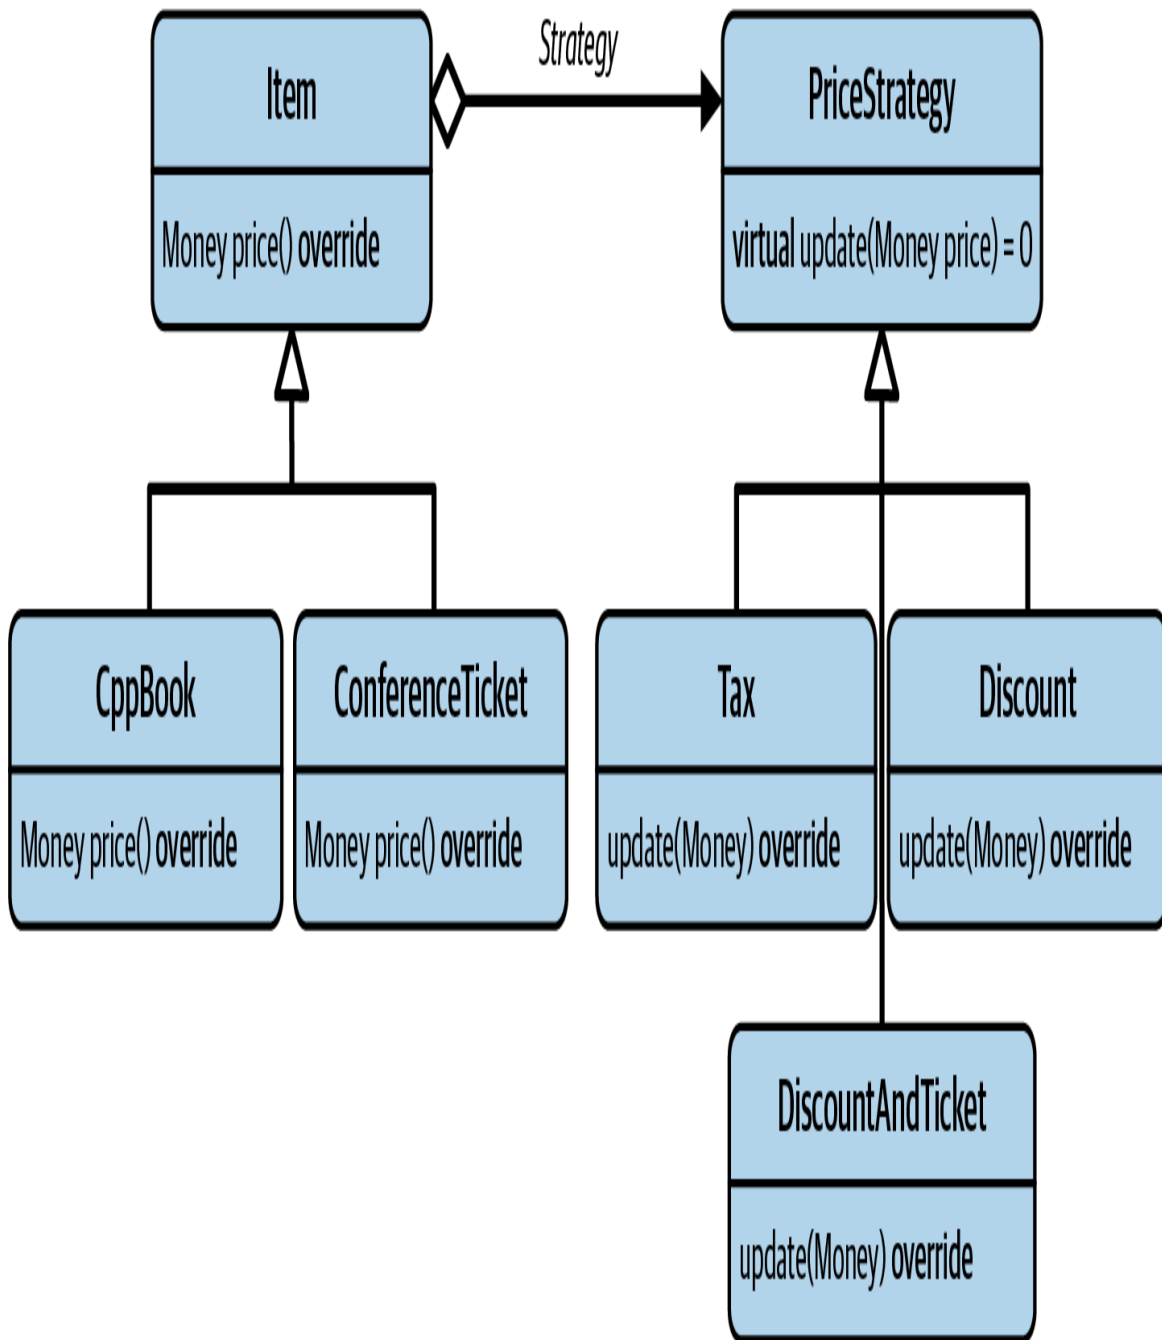 Strategy
Item
PriceStrategy
Money price() override
virtual update(Money price) = 0
CppBook
ConferenceTicket
Tax
Discount
Money price() override
Money price() override
update(Money) override
update(Money) override
DiscountAndTicket
update(Money) override